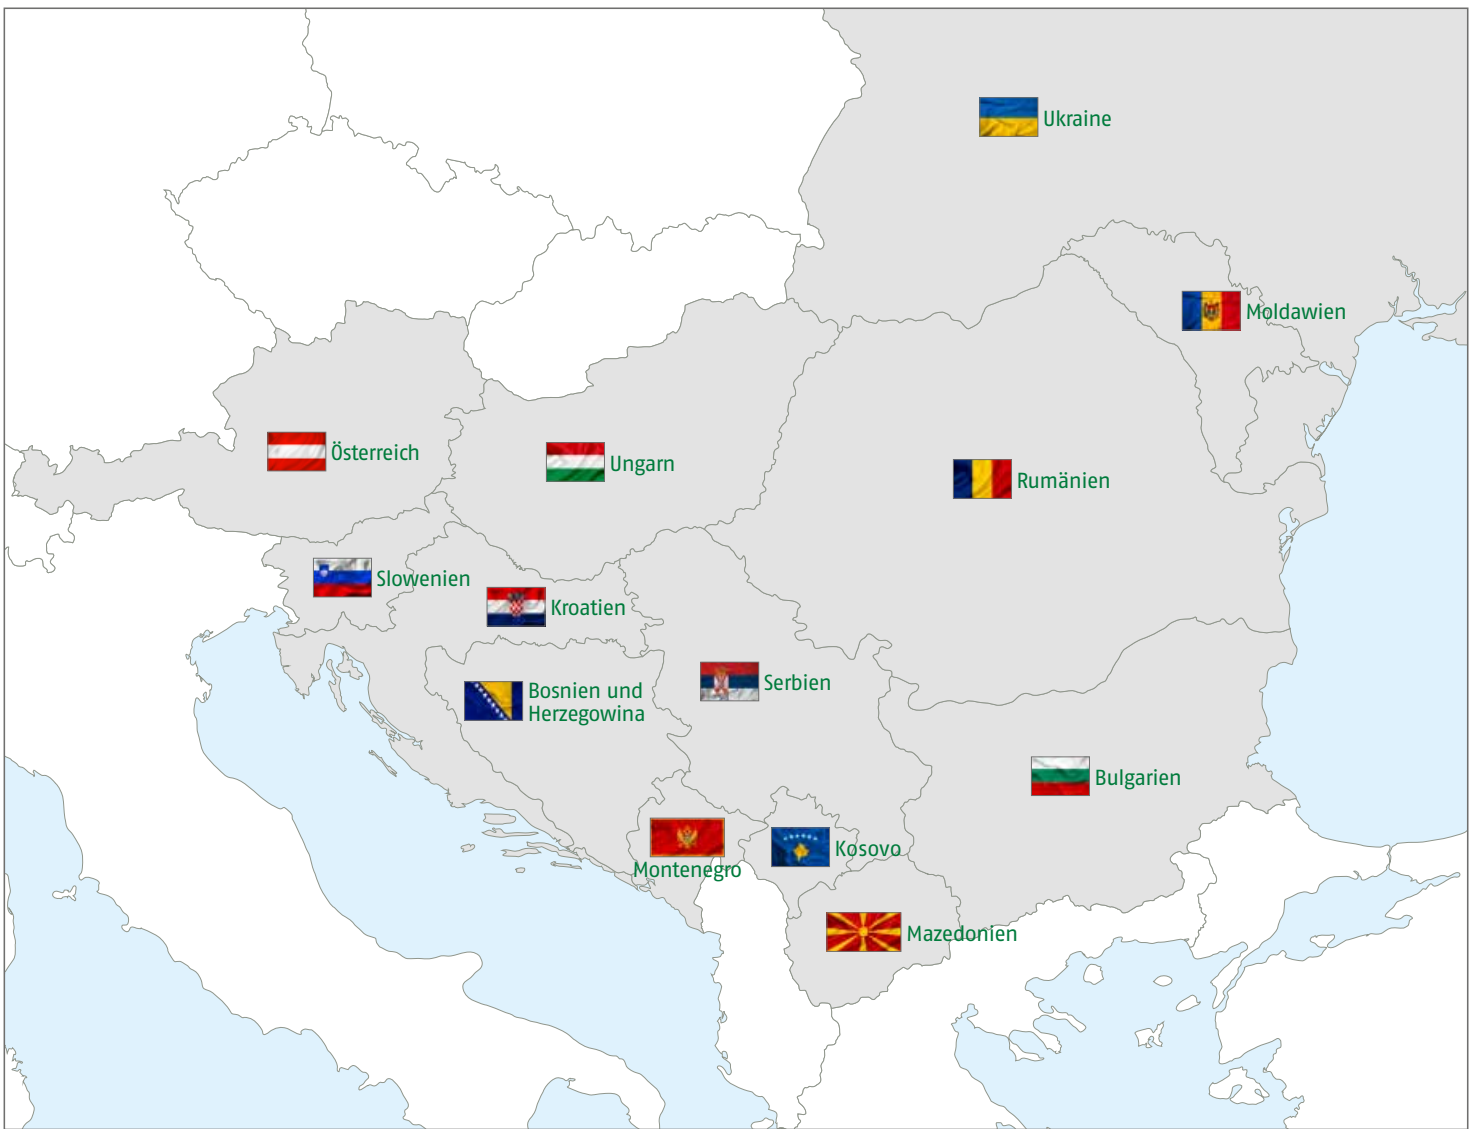 Ukraine
Moldawien
Österreich
Ungarn
Rumänien
Slowenien
Kroatien
Bosnien und
Herzegowina
Serbien
Bulgarien
Kosovo
Montenegro
Mazedonien